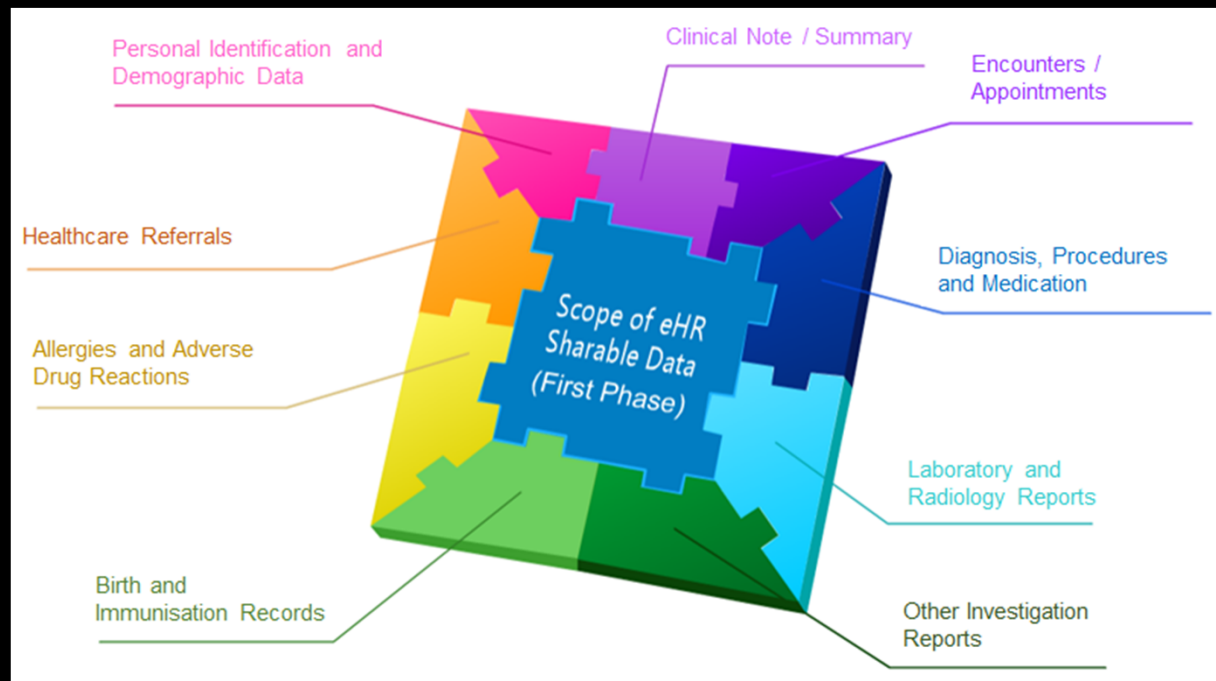 Personal Identification and
Demographic Data
Clinical Note / Summary
Encounters /
Appointments
Healthcare Referrals
Diagnosis, Procedures
and Medication
Scope of eHR
Sharable Data
(First Phase)
Allergies and Adverse
Drug Reactions
Laboratory and
Radiology Reports
Birth and
Immunisation Records
Other Investigation
Reports